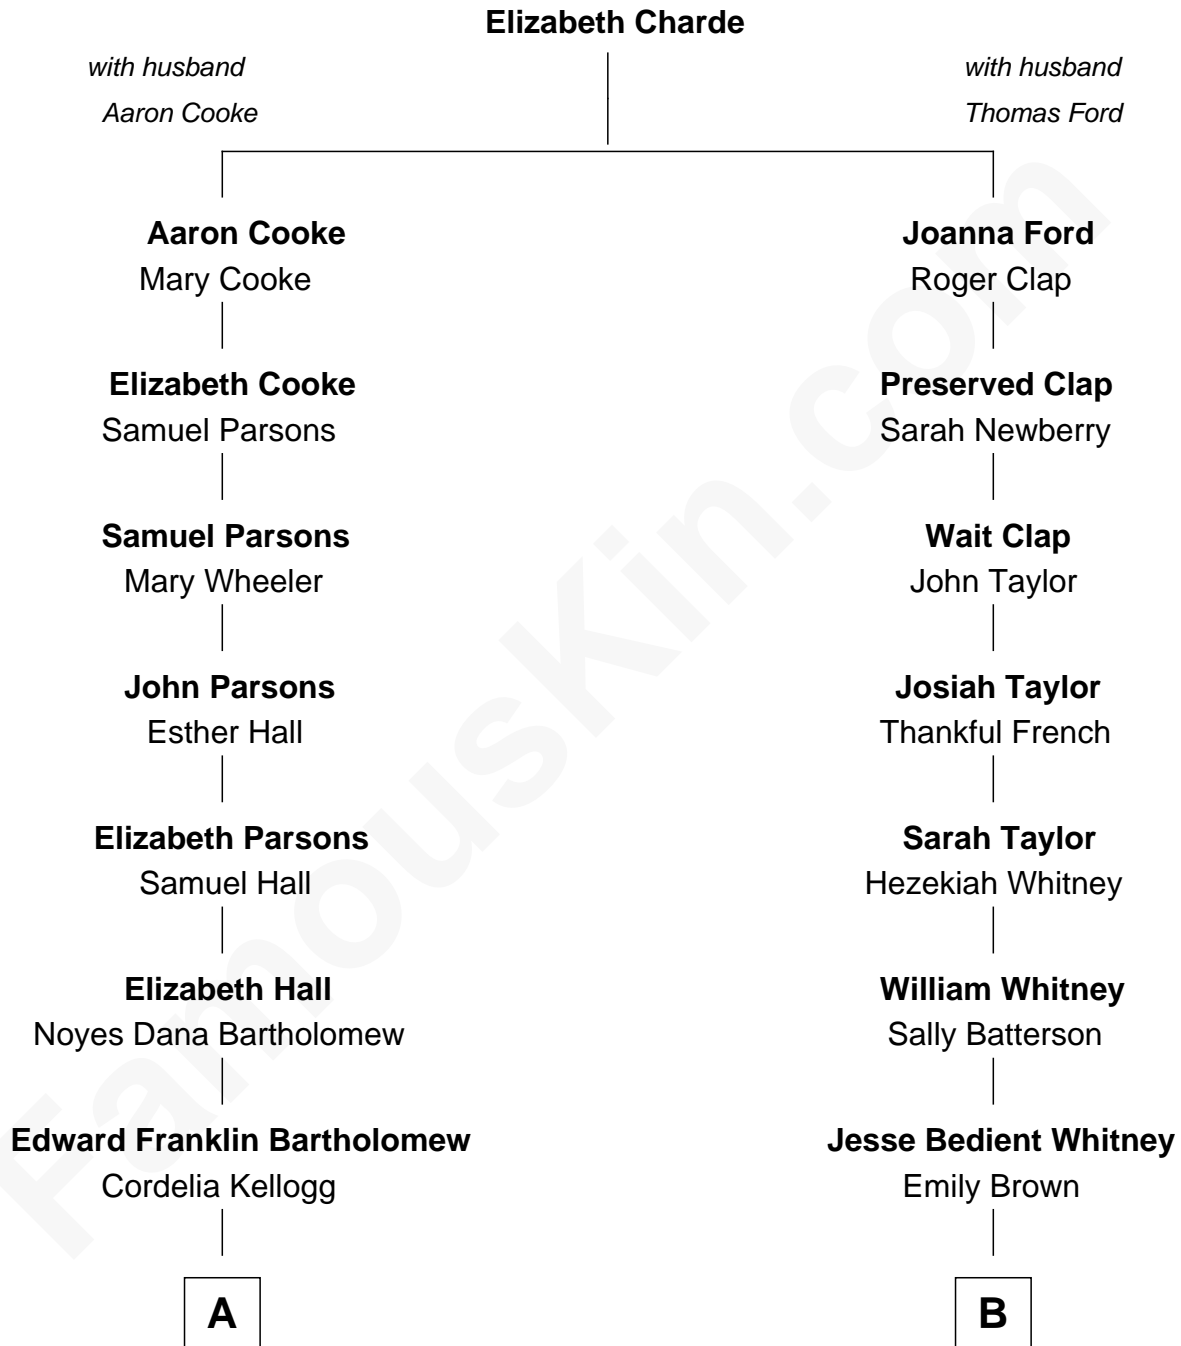 Elizabeth Charde
with husband
Aaron Cooke
with husband
Thomas Ford
Aaron Cooke
Mary Cooke
Elizabeth Cooke
Samuel Parsons
Samuel Parsons
Mary Wheeler
John Parsons
Esther Hall
Elizabeth Parsons
Samuel Hall
Elizabeth Hall
Noyes Dana Bartholomew
Edward Franklin Bartholomew
Cordelia Kellogg
A
Joanna Ford
Roger Clap
Preserved Clap
Sarah Newberry
Wait Clap
John Taylor
Josiah Taylor
Thankful French
Sarah Taylor
Hezekiah Whitney
William Whitney
Sally Batterson
Jesse Bedient Whitney
Emily Brown
B
FamousKin.com